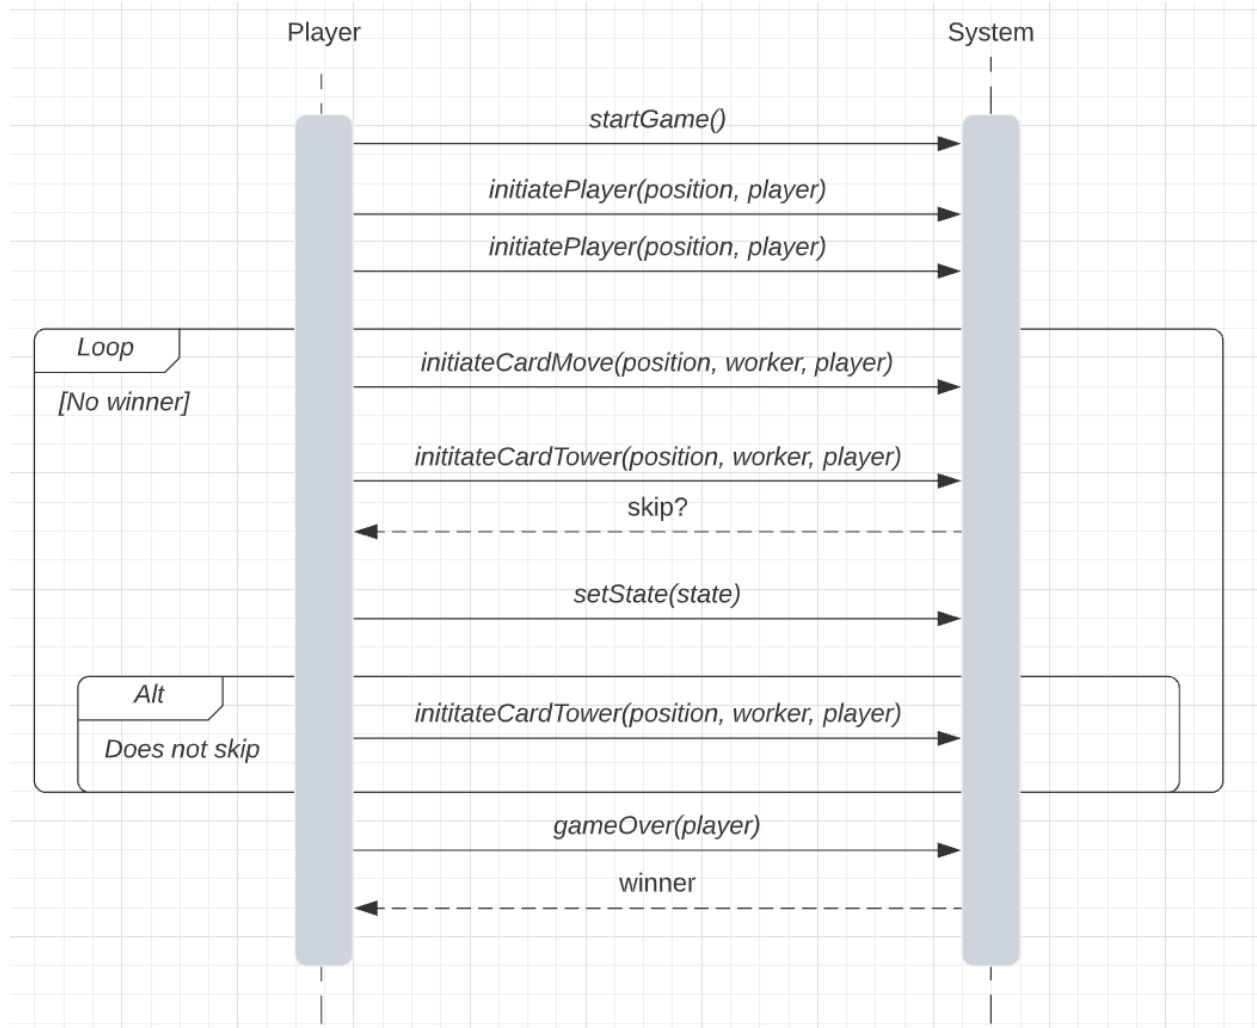 Player
System
startGame()
initiatePlayer(position, player)
initiatePlayer(position, player)
Loop
initiateCardMove(position, worker, player)
[No winner]
inititateCardTower(position, worker, player)
skip?
setState(state)
Alt
inititateCardTower(position, worker, player)
Does not skip
gameOver(player)
winner